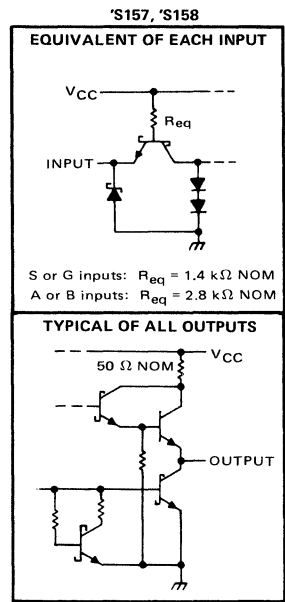 'S157, 'S158
EQUIVALENT OF EACH INPUT
VCC
Req
INPUT
S or G inputs: Req = 1.4 kΩ NOM
A or B inputs: Req = 2.8 kΩ NOM
TYPICAL OF ALL OUTPUTS
VCC
50 Ω NOM
OUTPUT